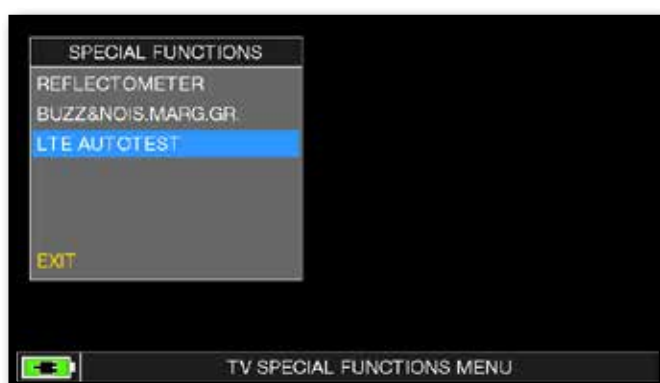 SPECIAL FUNCTIONS
REFLECTOMETER
BUZZ&NOIS.MARG.GR.
LTE AUTOTEST
EXIT
TV SPECIAL FUNCTIONS MENU